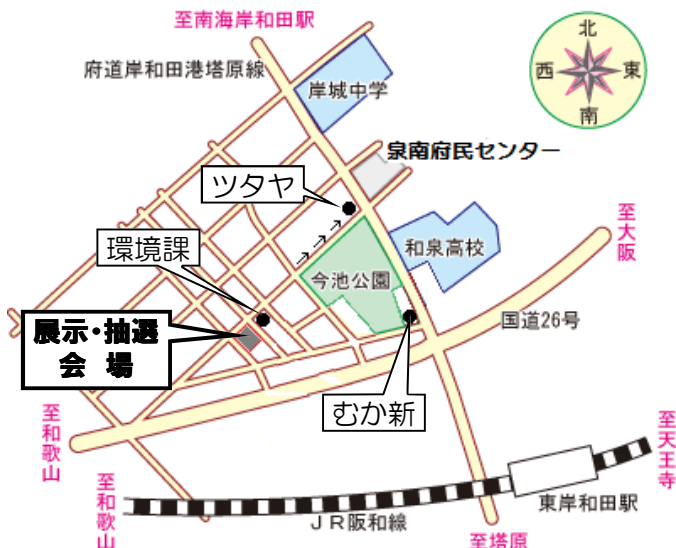 至南海岸和田駅
北
西
東
南
府道岸和田港塔原線
岸城中学
泉南府民センター
ツタヤ
至大阪
和泉高校
環境課
今池公園
国道26号
展示・抽選
会場
むか新
至和歌山
至天王寺
至和歌山
東岸和田駅
JR阪和線
至塔原